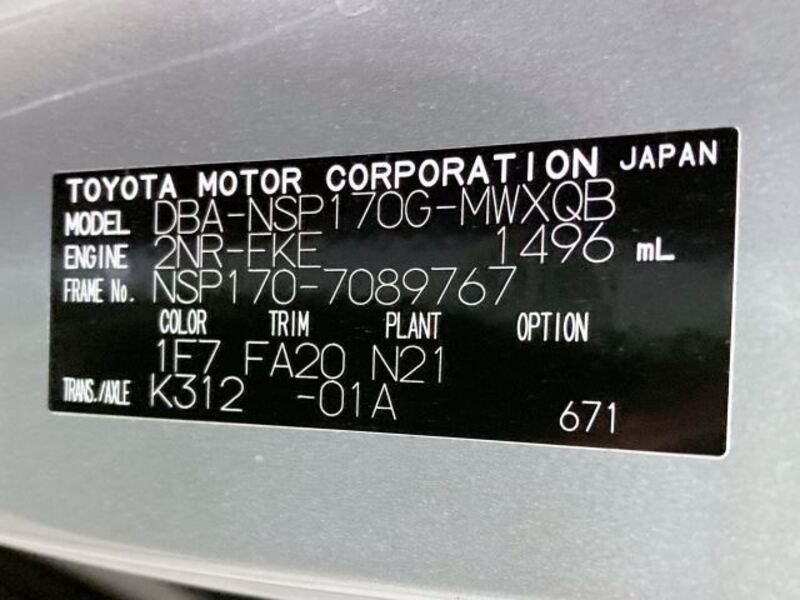 TOYOTA MOTOR CORPORATION JAPAN
MODEL DBA-NSP170G-MWXQB
ENGINE 2NR-FKE 1496 mL
FRAME No. NSP170-7089767
COLOR TRIM PLANT OPTION
1F7 FA20 N21
TRANS./AXLE K312 -01A 671